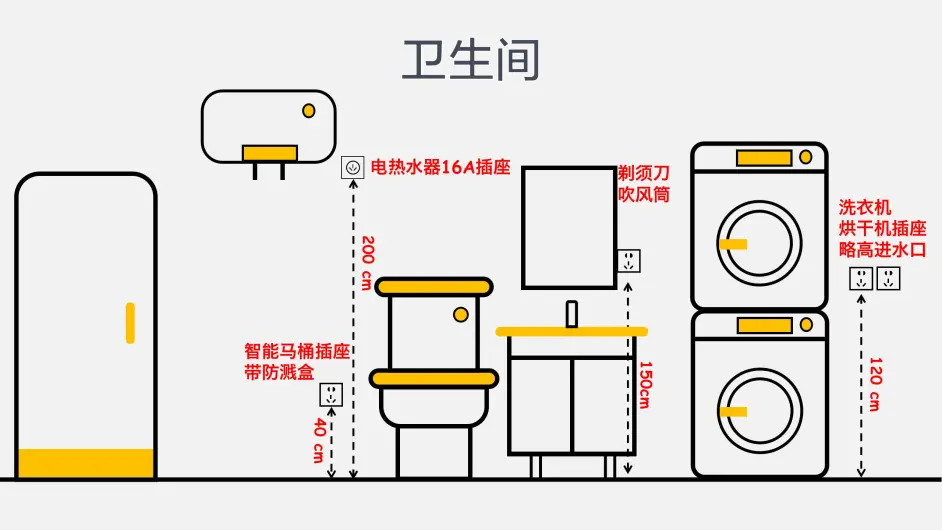 卫生间
电热水器16A插座
200 cm
剃须刀
吹风筒
洗衣机
烘干机插座
略高进水口
智能马桶插座
带防溅盒
40 cm
150cm
120 cm